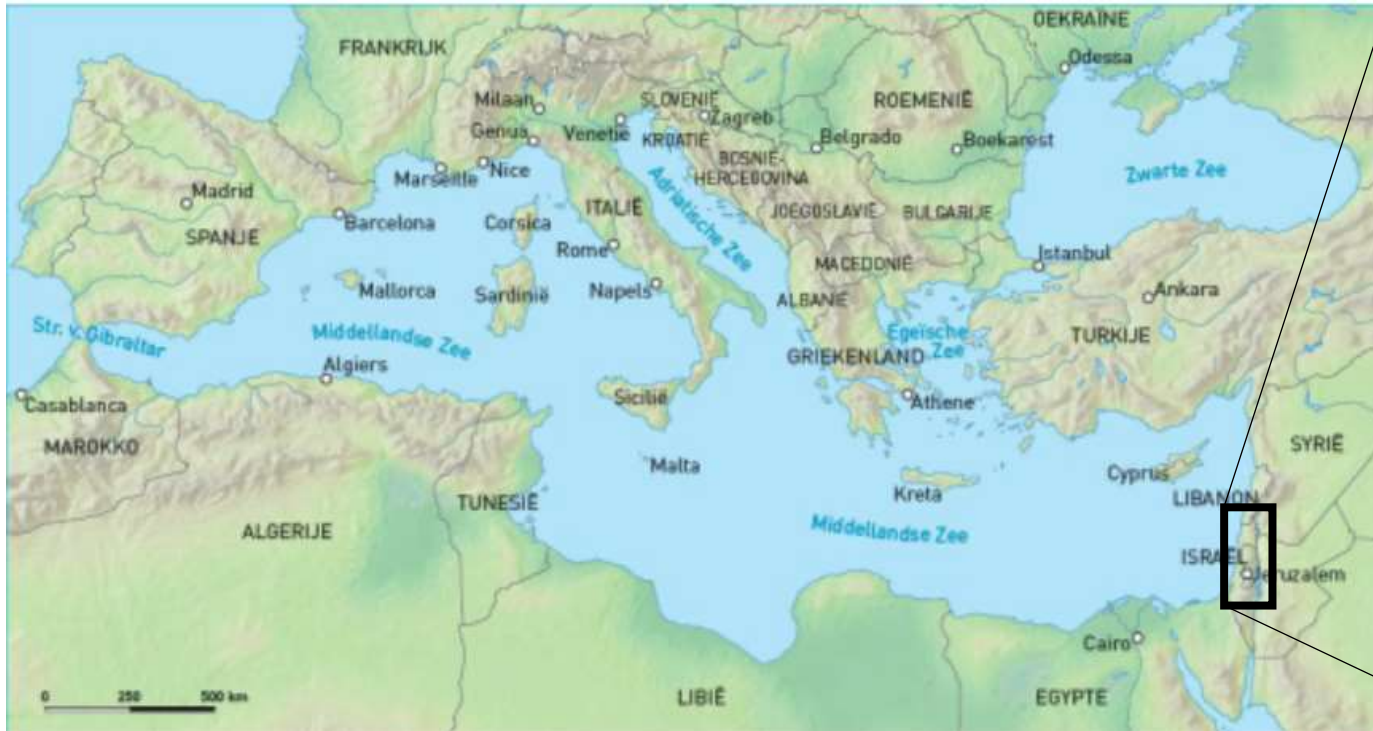 OEKRAÏNE
FRANKRIJK
Odessa
Milaan
SLOVENIË
ROEMENIË
Zagreb
Genua
Venetië
KROATIË
Belgrado
Boekarest
BOSNIË-
HERCEGOVINA
Marseille
Nice
Zwarte Zee
Madrid
Adriatische Zee
ITALIË
JOEGOSLAVIË
BULGARIJE
Barcelona
Corsica
SPANJE
Rome
Istanbul
MACEDONIË
Mallorca
Sardinië
Napels
Ankara
ALBANIË
Str. v. Gibraltar
Middellandse Zee
Egeïsche
Zee
TURKIJE
GRIEKENLAND
Algiers
Sicilië
Athene
Casablanca
MAROKKO
SYRIË
Malta
Cyprus
Kreta
LIBANON
TUNESIË
ALGERIJE
Middellandse Zee
ISRAËL
Jeruzalem
Cairo
0 250 500 km
LIBIË
EGYPTE